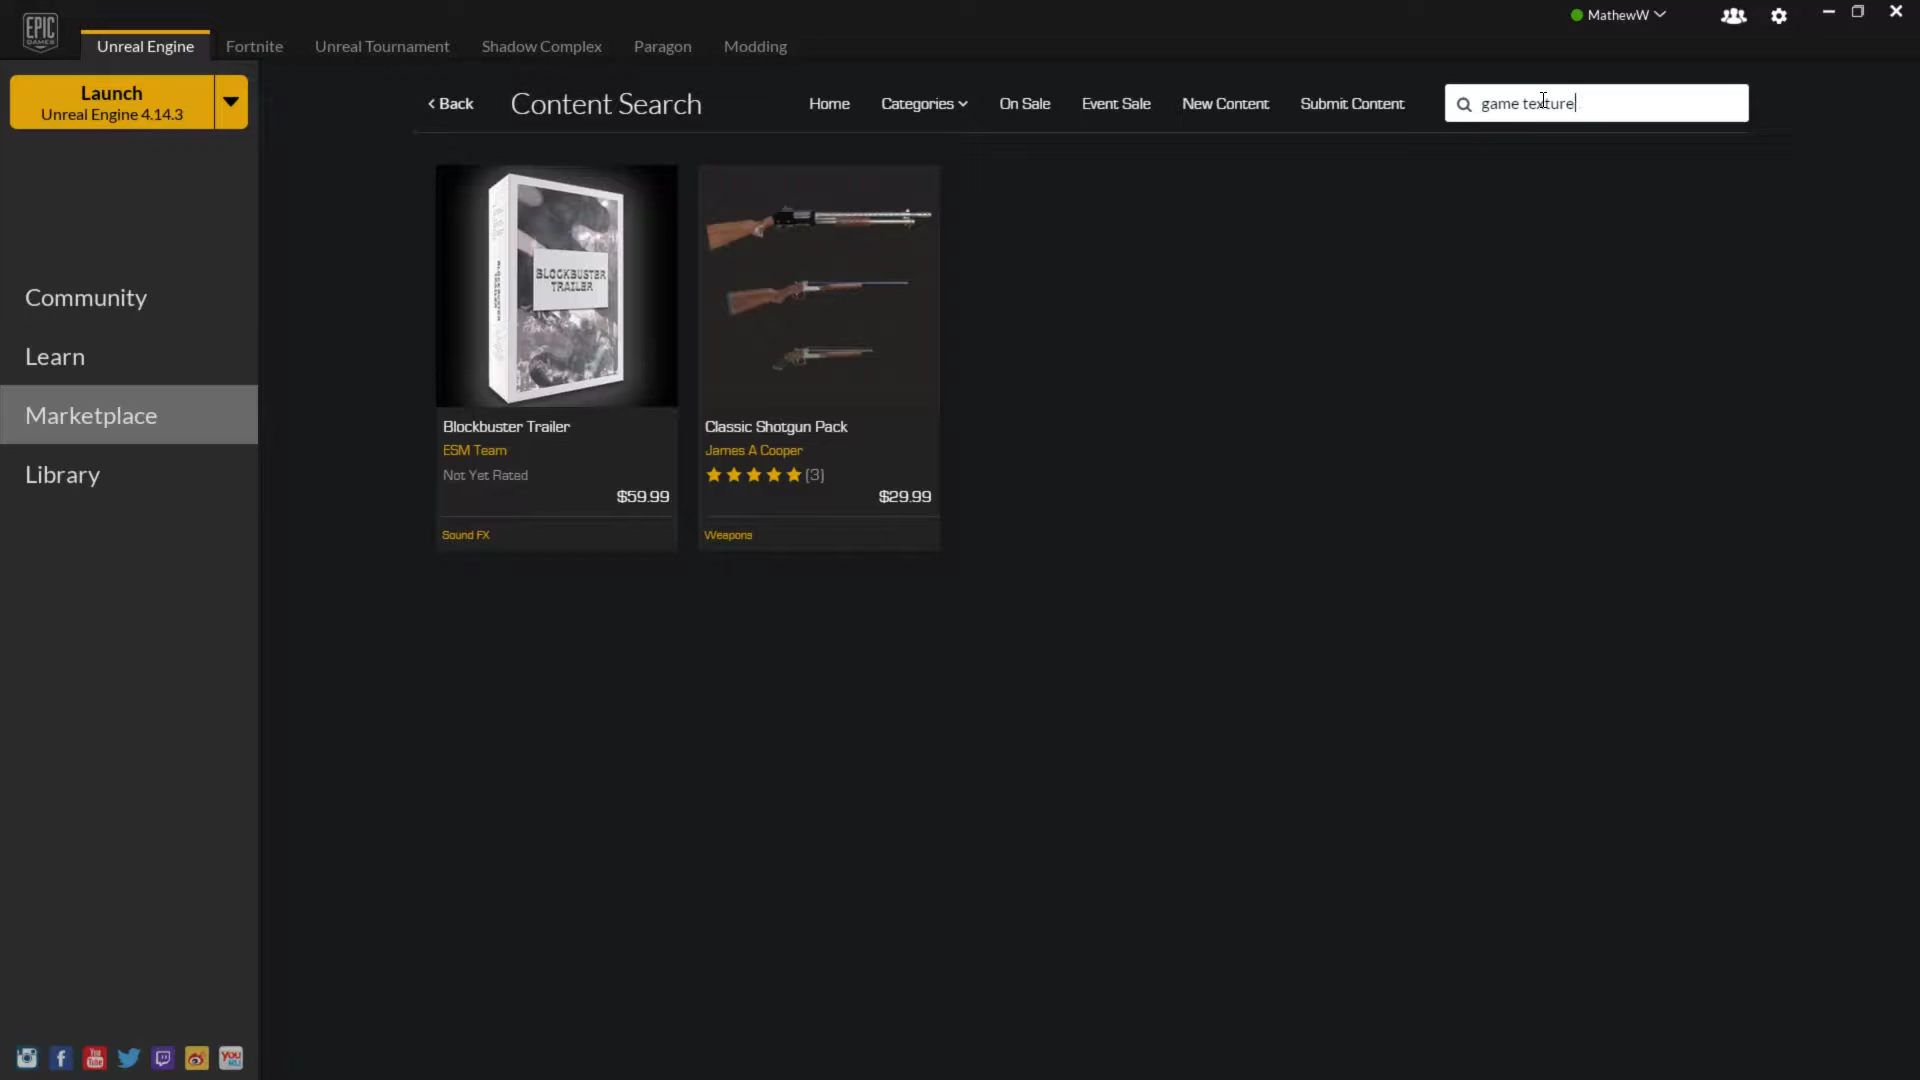 EPIC GAMES
Unreal Engine
Fortnite
Unreal Tournament
Shadow Complex
Paragon
Modding
MathewW
Launch
Unreal Engine 4.14.3
Community
Learn
Marketplace
Library
< Back
Content Search
Home
Categories
On Sale
Event Sale
New Content
Submit Content
game texture
BLOCKBUSTER
TRAILER
Blockbuster Trailer
ESM Team
Not Yet Rated
$59.99
Sound FX
Classic Shotgun Pack
James A Cooper
(3)
$29.99
Weapons
You
Tube